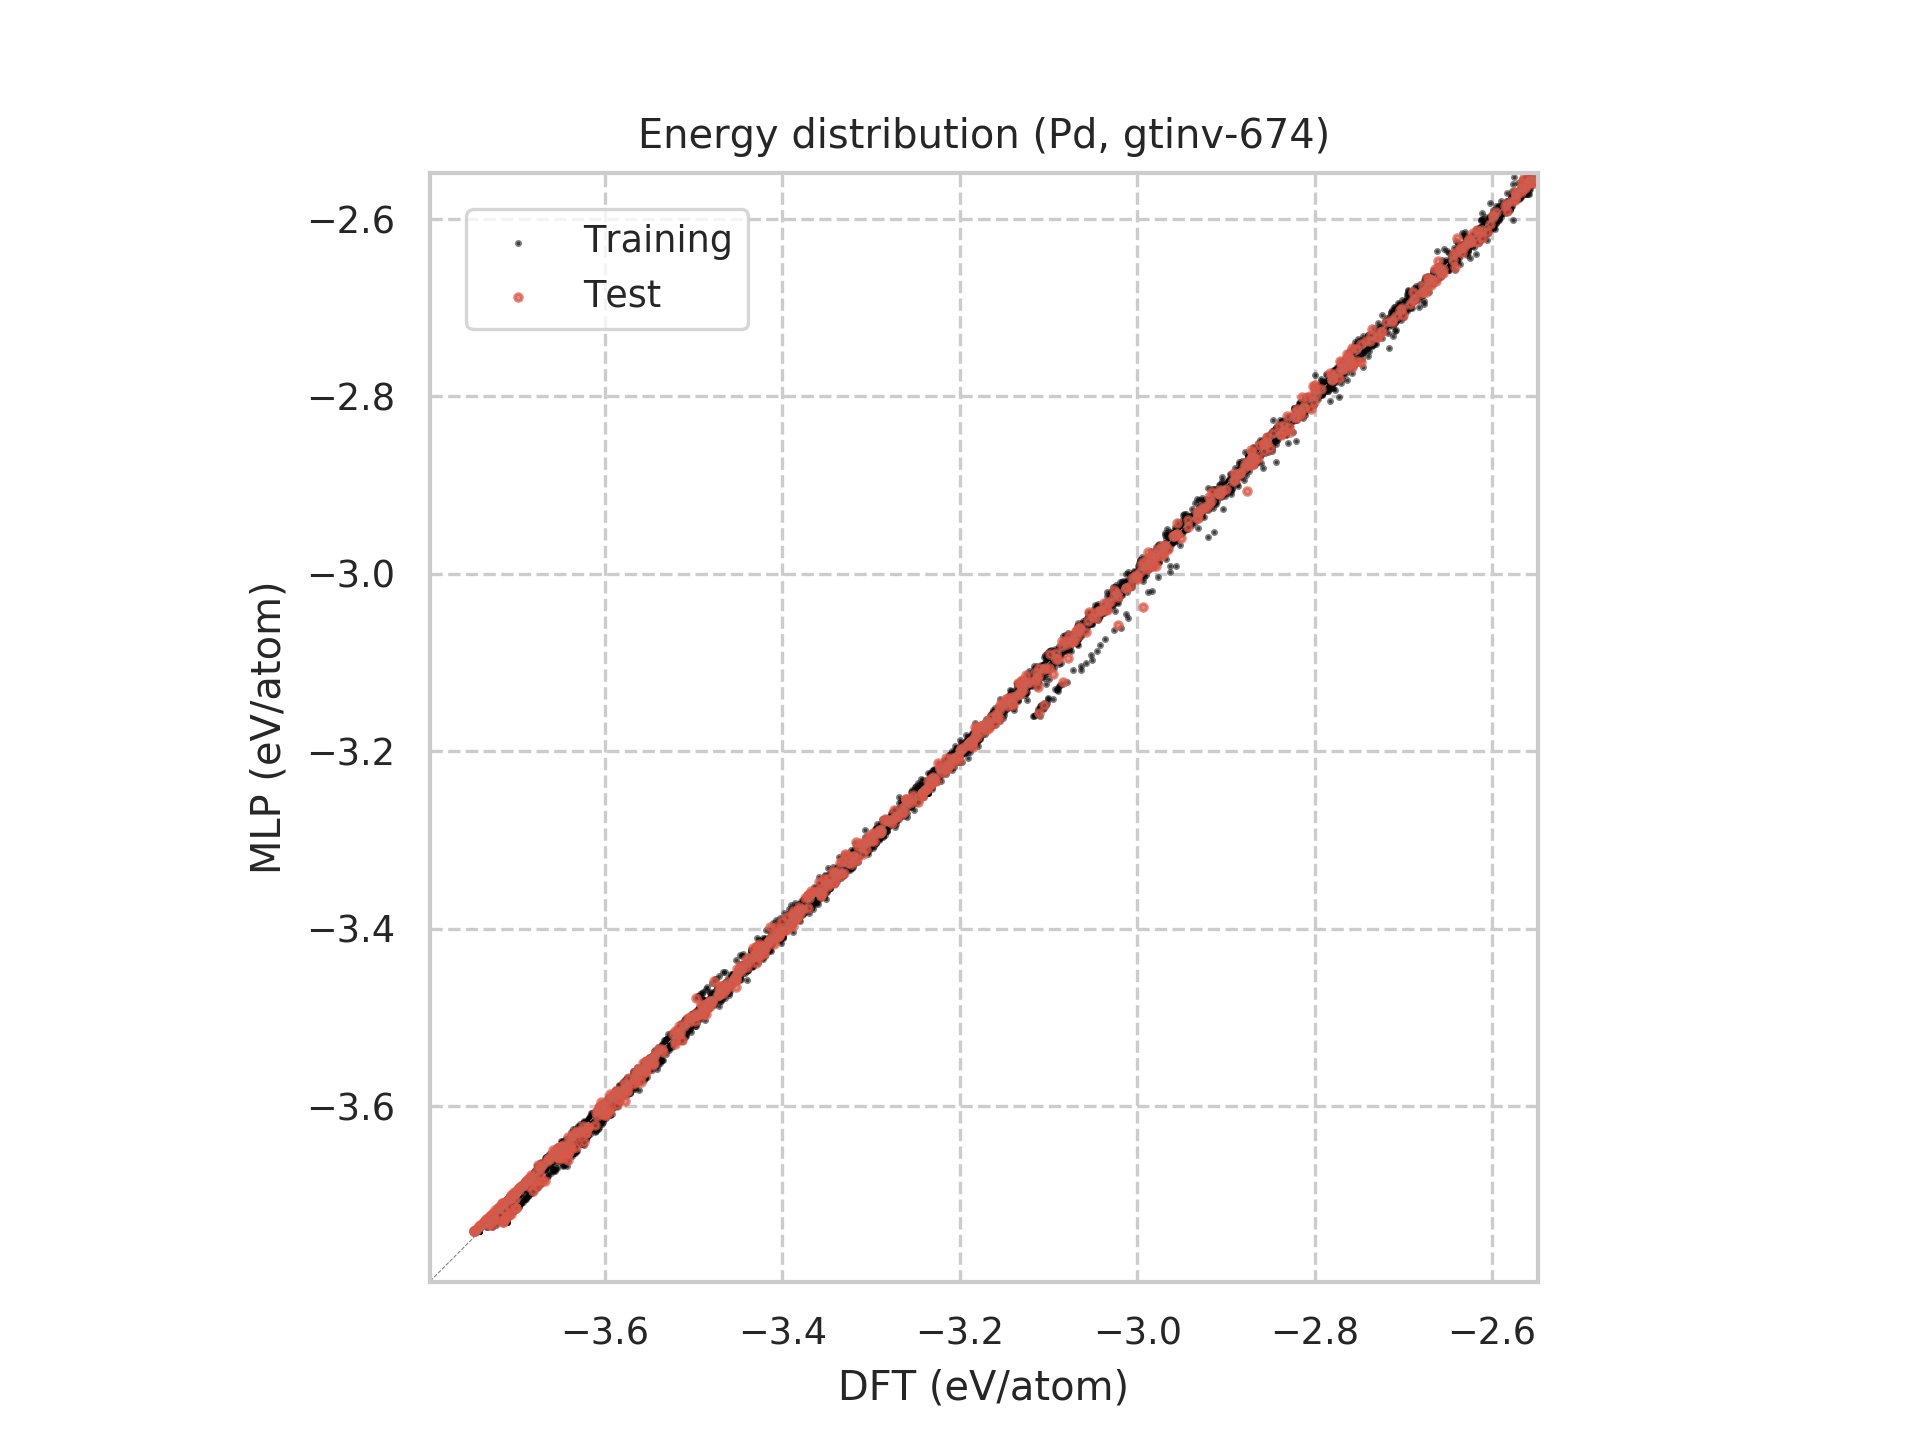 Energy distribution (Pd, gtinv-674)
Training
Test
−2.6
−2.8
−3.0
−3.2
−3.4
−3.6
MLP (eV/atom)
−3.6 −3.4 −3.2 −3.0 −2.8 −2.6
DFT (eV/atom)